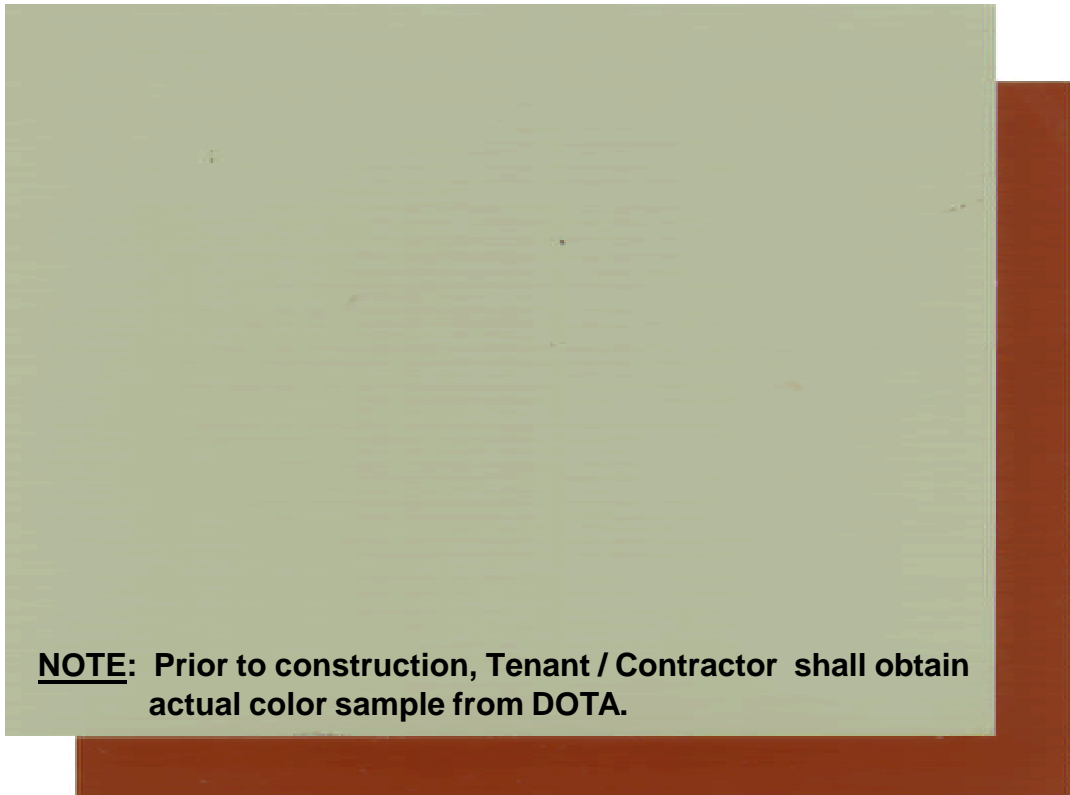 NOTE: Prior to construction, Tenant / Contractor shall obtain
actual color sample from DOTA.